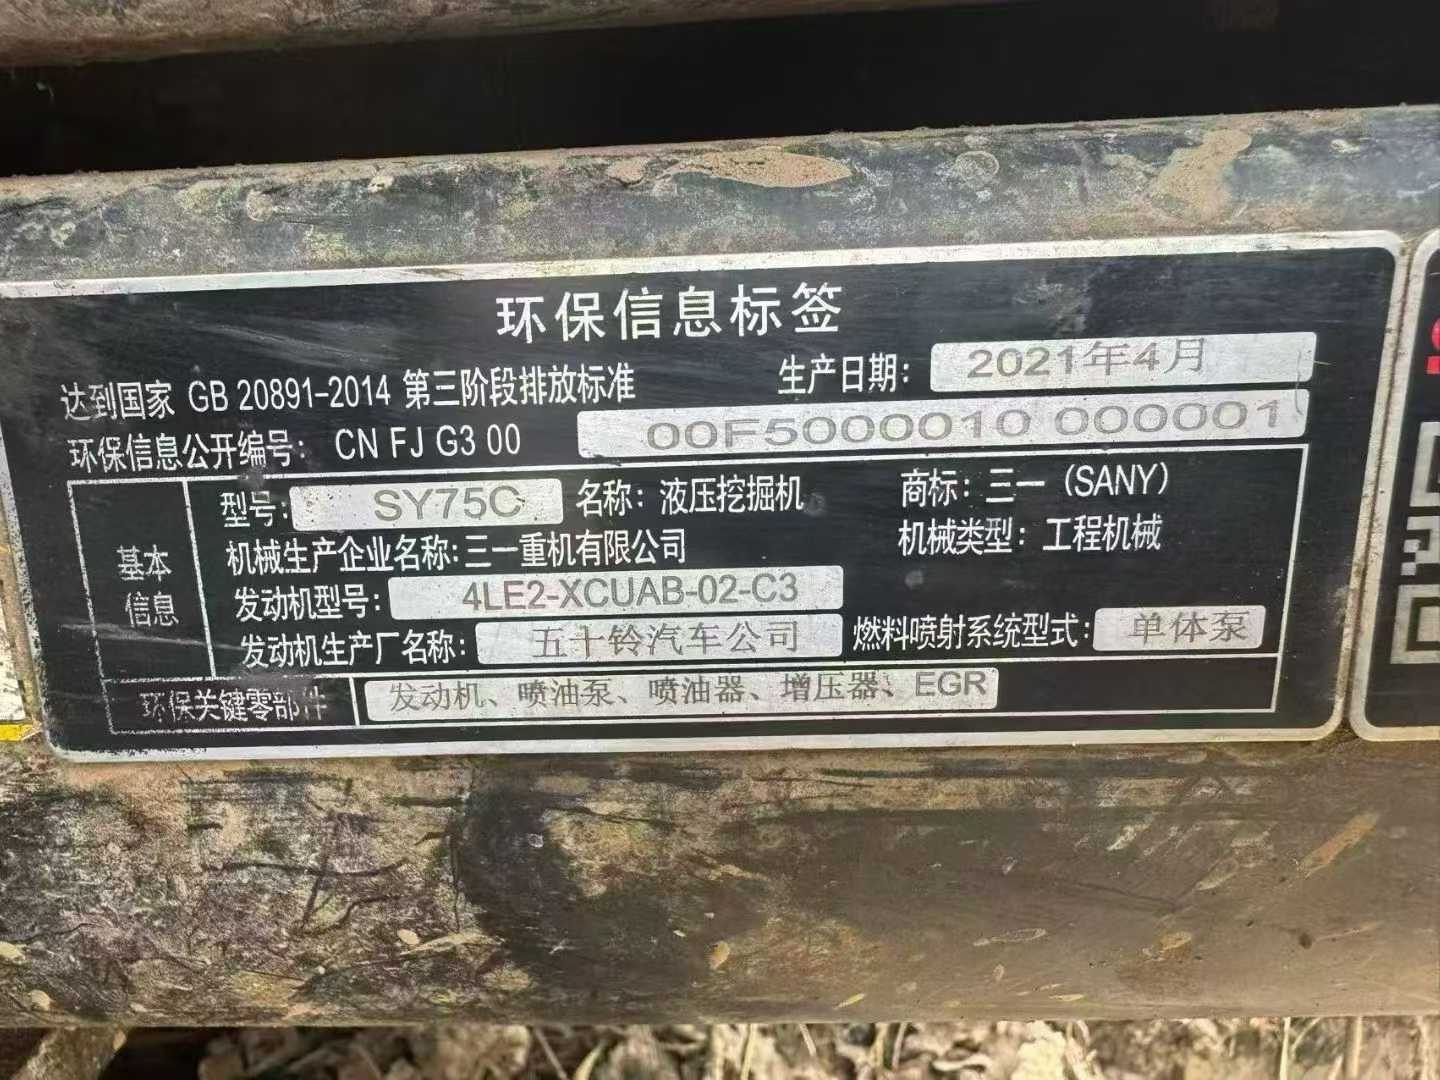 环保信息标签
达到国家 GB 20891-2014 第三阶段排放标准 生产日期: 2021年4月
环保信息公开编号: CN FJ G3 00 00F5000010 000001
基本信息
型号: SY75C 名称: 液压挖掘机 商标: 三一 (SANY)
机械生产企业名称: 三一重机有限公司 机械类型: 工程机械
发动机型号: 4LE2-XCUAB-02-C3
发动机生产厂名称: 五十铃汽车公司 燃料喷射系统型式: 单体泵
环保关键零部件 发动机、喷油泵、喷油器、增压器、EGR